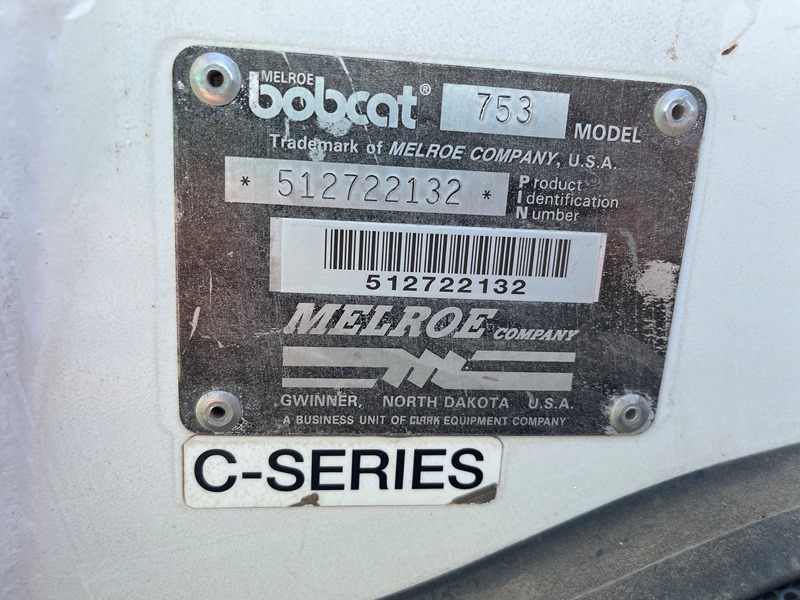 MELROE
bobcat® 753 MODEL
Trademark of MELROE COMPANY, U.S.A.
* 512722132 * Product
Identification
Number
512722132
MELROE COMPANY
GWINNER, NORTH DAKOTA U.S.A.
A BUSINESS UNIT OF CLARK EQUIPMENT COMPANY
C-SERIES